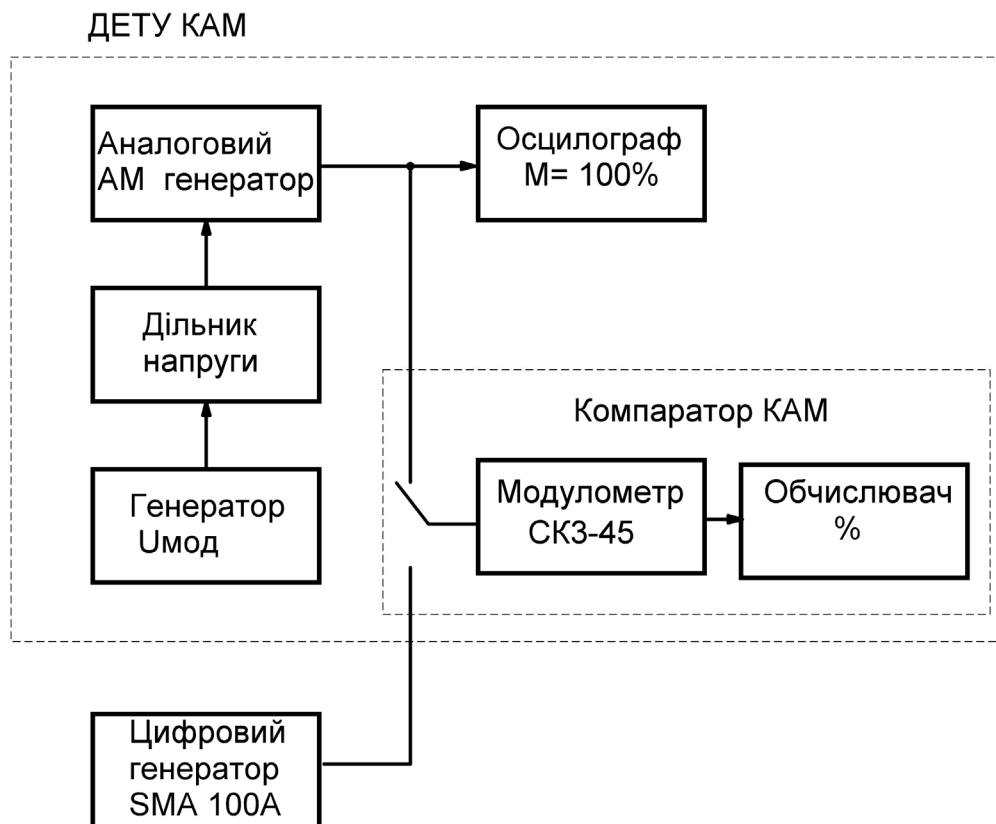 ДЕТУ КАМ
Аналоговий
АМ генератор
Осцилограф
М= 100%
Дільник
напруги
Компаратор КАМ
Генератор
Uмод
Модулометр
СК3-45
Обчислювач
%
Цифровий
генератор
SMA 100A